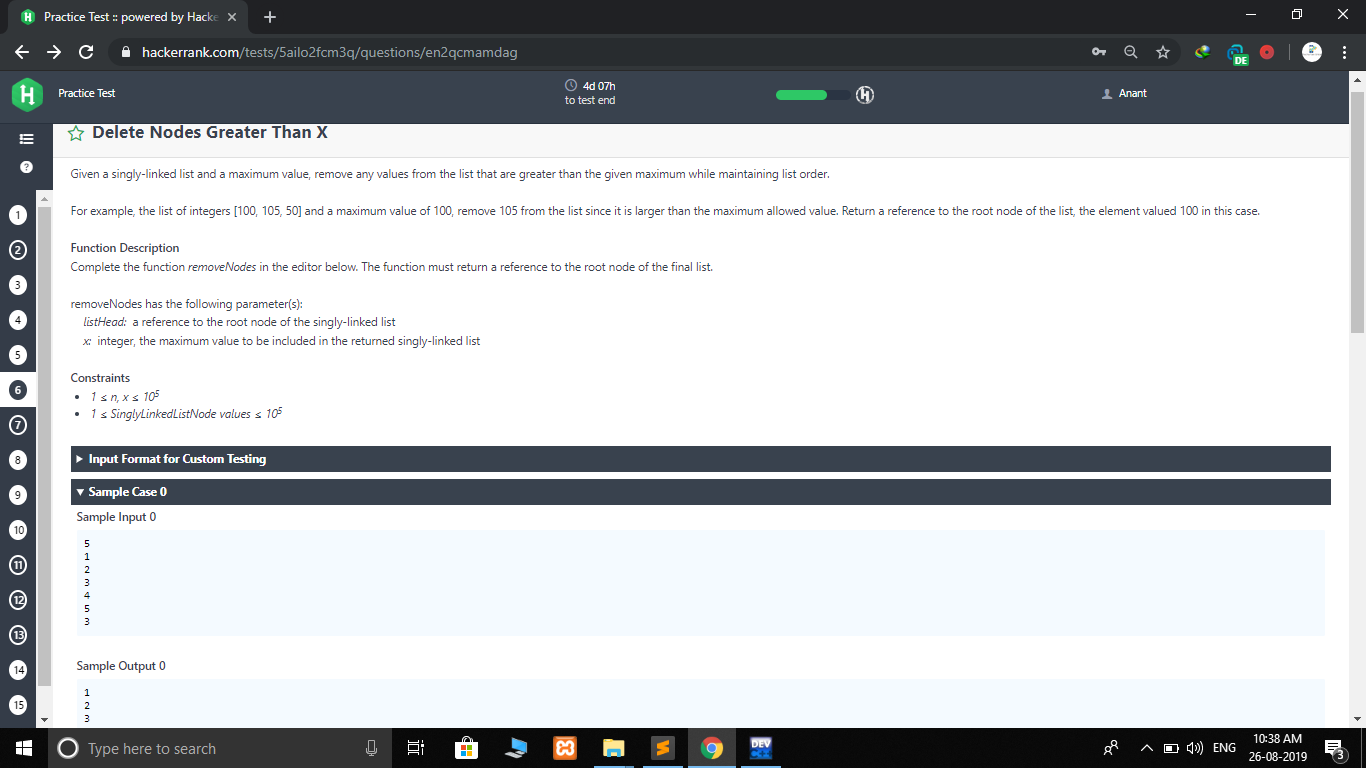 Practice Test :: powered by Hacke
hackerrank.com/tests/5ailo2fcm3q/questions/en2qcmamdag
DE
Practice Test
4d 07h
to test end
Anant
Delete Nodes Greater Than X
Given a singly-linked list and a maximum value, remove any values from the list that are greater than the given maximum while maintaining list order.
For example, the list of integers [100, 105, 50] and a maximum value of 100, remove 105 from the list since it is larger than the maximum allowed value. Return a reference to the root node of the list, the element valued 100 in this case.
Function Description
Complete the function removeNodes in the editor below. The function must return a reference to the root node of the final list.
removeNodes has the following parameter(s):
listHead: a reference to the root node of the singly-linked list
x: integer, the maximum value to be included in the returned singly-linked list
Constraints
• 1 ≤ n, x ≤ 10⁵
• 1 ≤ SinglyLinkedListNode values ≤ 10⁵
Input Format for Custom Testing
Sample Case 0
Sample Input 0
5
1
2
3
4
5
3
Sample Output 0
1
2
3
?
1
2
3
4
5
6
7
8
9
10
11
12
13
14
15
Type here to search
DEV
ENG
10:38 AM
26-08-2019
3